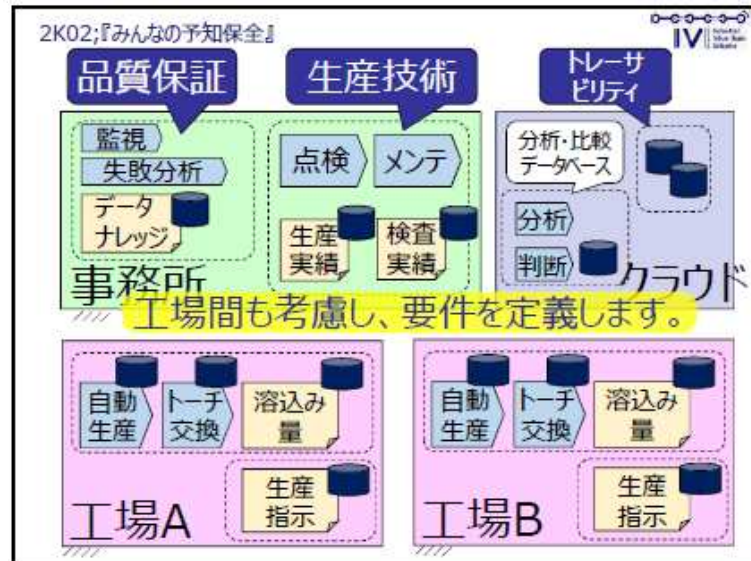 2K02;『みんなの予知保全』
IV
品質保証
生産技術
トレーサ
ビリティ
監視
失敗分析
データ
ナレッジ
事務所
点検
メンテ
生産
実績
検査
実績
分析・比較
データベース
分析
判断
クラウド
工場間も考慮し、要件を定義します。
自動
生産
トーチ
交換
溶込み
量
生産
指示
工場A
自動
生産
トーチ
交換
溶込み
量
生産
指示
工場B